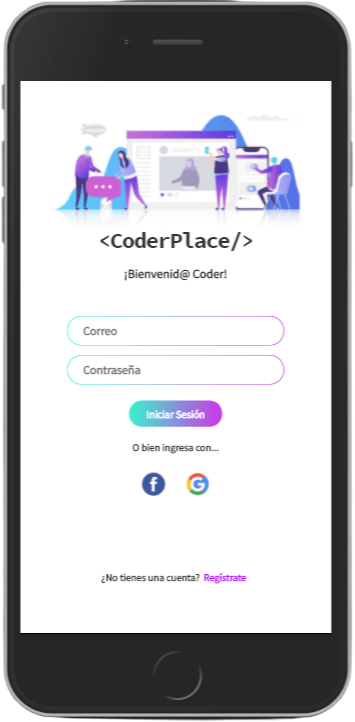 <CoderPlace/>
¡Bienvenid@ Coder!
Correo
Contraseña
Iniciar Sesión
O bien ingresa con...
¿No tienes una cuenta? Regístrate